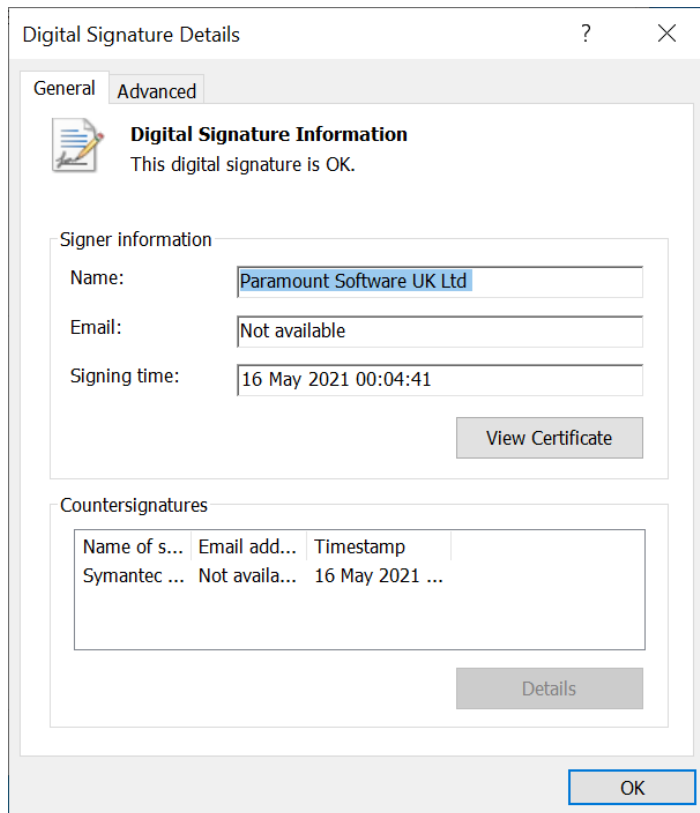 Digital Signature Details ?
General Advanced
Digital Signature Information
This digital signature is OK.
Signer information
Name: Paramount Software UK Ltd
Email: Not available
Signing time: 16 May 2021 00:04:41
View Certificate
Countersignatures
Name of s... Email add... Timestamp
Symantec ... Not availa... 16 May 2021 ...
Details
OK